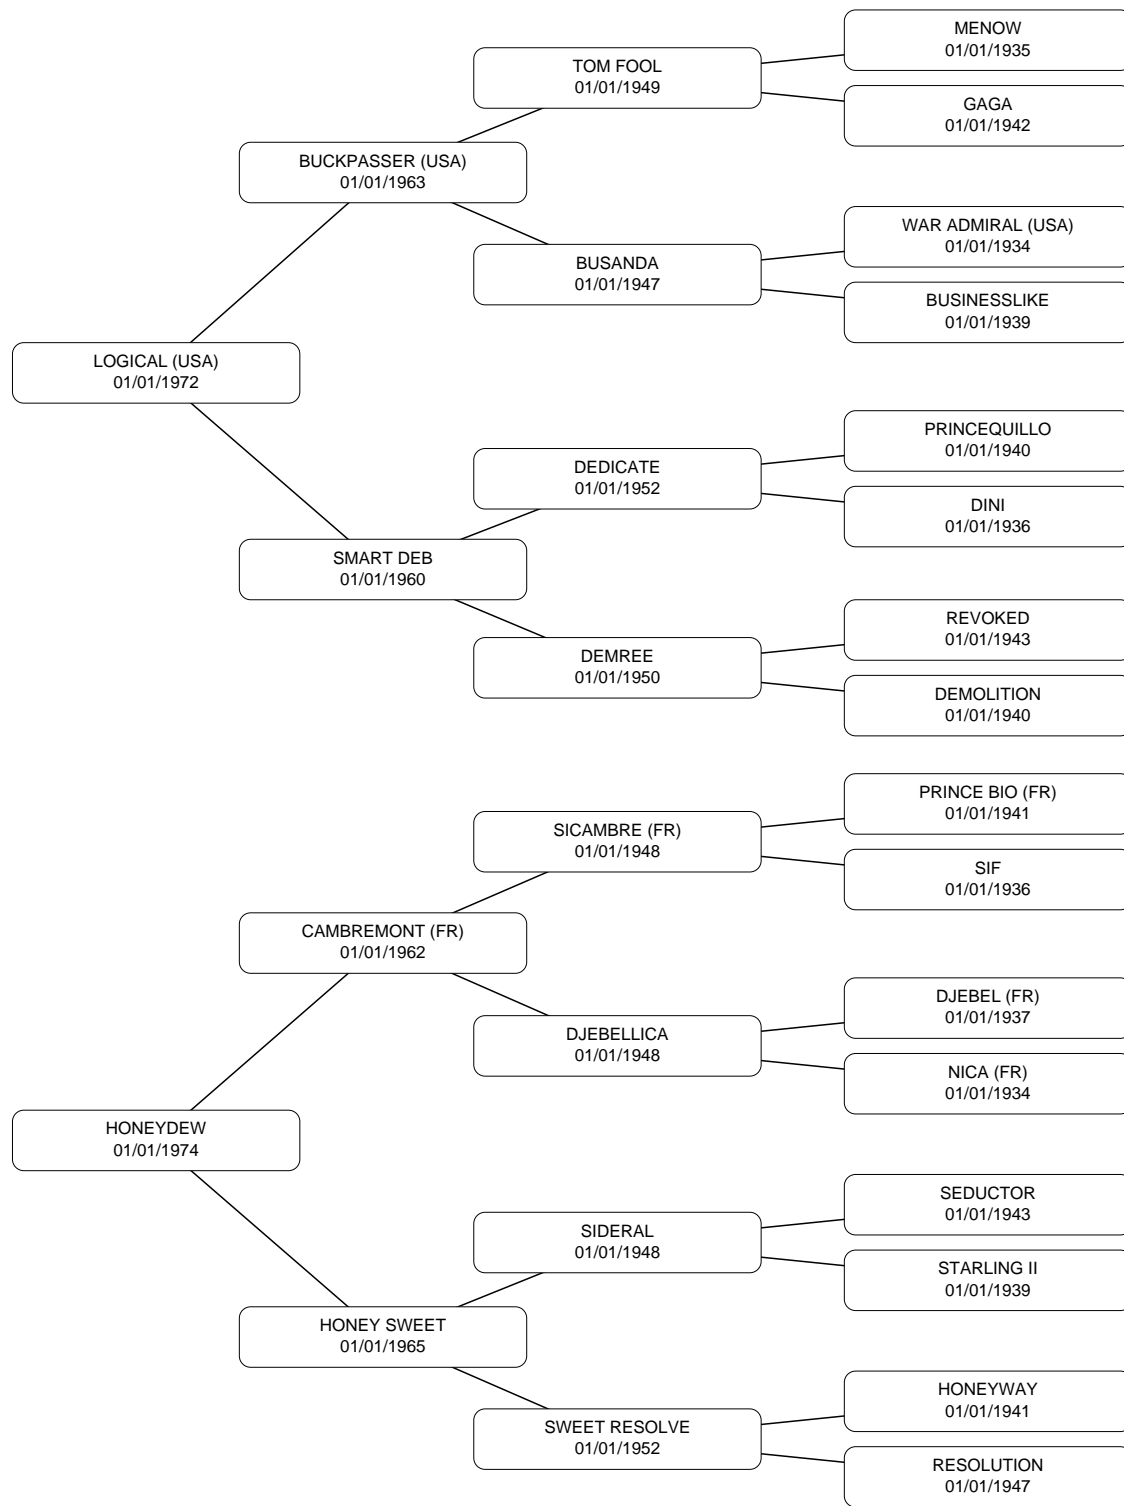 MENOW
01/01/1935
TOM FOOL
01/01/1949
GAGA
01/01/1942
BUCKPASSER (USA)
01/01/1963
WAR ADMIRAL (USA)
01/01/1934
BUSANDA
01/01/1947
BUSINESSLIKE
01/01/1939
LOGICAL (USA)
01/01/1972
PRINCEQUILLO
01/01/1940
DEDICATE
01/01/1952
DINI
01/01/1936
SMART DEB
01/01/1960
REVOKED
01/01/1943
DEMREE
01/01/1950
DEMOLITION
01/01/1940
PRINCE BIO (FR)
01/01/1941
SICAMBRE (FR)
01/01/1948
SIF
01/01/1936
CAMBREMONT (FR)
01/01/1962
DJEBEL (FR)
01/01/1937
DJEBELLICA
01/01/1948
NICA (FR)
01/01/1934
HONEYDEW
01/01/1974
SEDUCTOR
01/01/1943
SIDERAL
01/01/1948
STARLING II
01/01/1939
HONEY SWEET
01/01/1965
HONEYWAY
01/01/1941
SWEET RESOLVE
01/01/1952
RESOLUTION
01/01/1947